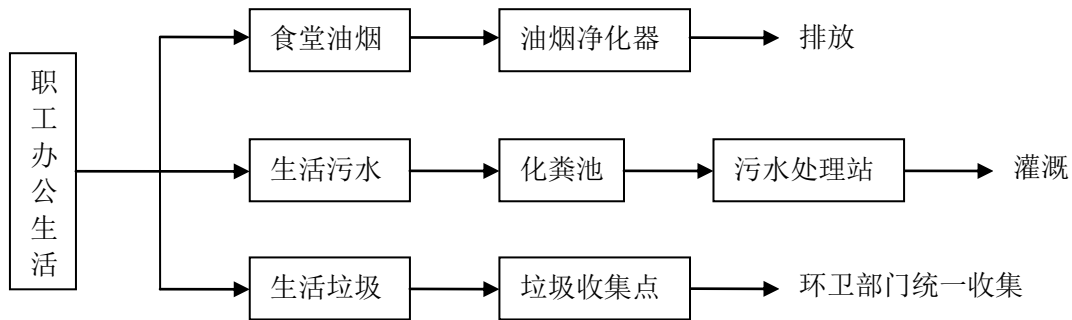 职工办公生活
食堂油烟
油烟净化器
排放
生活污水
化粪池
污水处理站
灌溉
生活垃圾
垃圾收集点
环卫部门统一收集